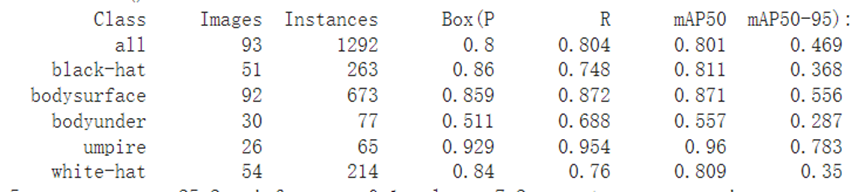 Class Images Instances Box(P R mAP50 mAP50-95):
all 93 1292 0.8 0.804 0.801 0.469
black-hat 51 263 0.86 0.748 0.811 0.368
bodysurface 92 673 0.859 0.872 0.871 0.556
bodyunder 30 77 0.511 0.688 0.557 0.287
umpire 26 65 0.929 0.954 0.96 0.783
white-hat 54 214 0.84 0.76 0.809 0.35